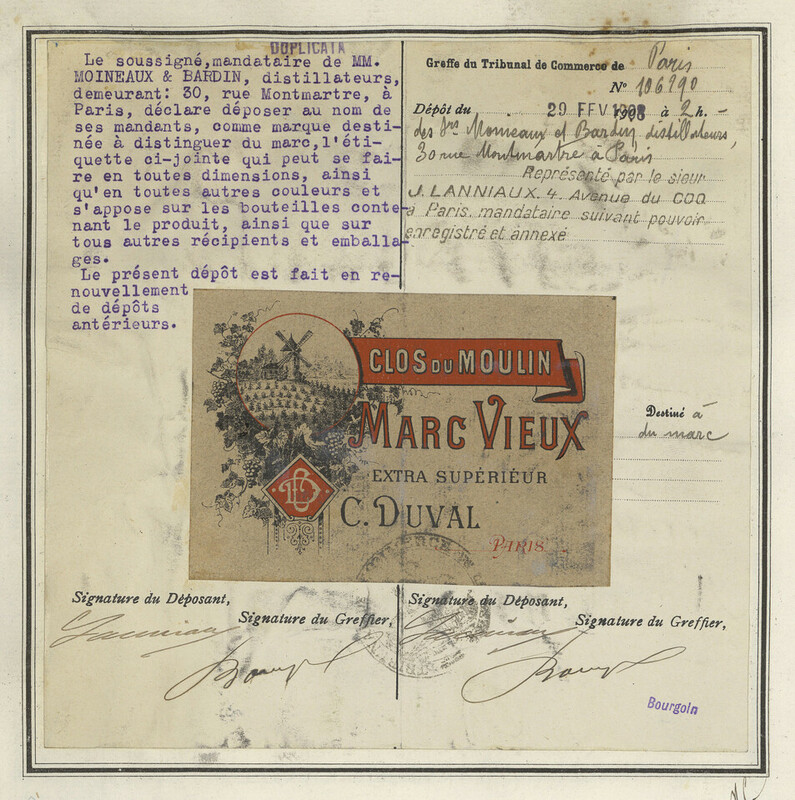 DUPLICATA
Le soussigné,mandataire de MM.
MOINEAUX & BARDIN, distillateurs,
demeurant: 30, rue Montmartre, à
Paris, déclare déposer au nom de
ses mandants, comme marque desti-
née à distinguer du marc,l'éti-
quette ci-jointe qui peut se fai-
re en toutes dimensions, ainsi
qu'en toutes autres couleurs et
s'appose sur les bouteilles conte-
nant le produit, ainsi que sur
tous autres récipients et emballa-
ges.
Le présent dépôt est fait en re-
nouvellement
de dépôts
antérieurs.
Greffe du Tribunal de Commerce de Paris
N° 106290
Dépôt du 29 FEV 1908 à 2 h. -
des Srs Moineaux et Bardin, distillateurs,
30 rue Montmartre à Paris
Représenté par le sieur
J. LANNIAUX. 4. Avenue du COQ
à Paris. mandataire suivant pouvoir
enregistré et annexé
Destiné à
du marc
CLOS DU MOULIN
MARC VIEUX
EXTRA SUPÉRIEUR
C. DUVAL
PARIS
Signature du Déposant,
Signature du Greffier,
Signature du Déposant,
Signature du Greffier,
Bourgoin